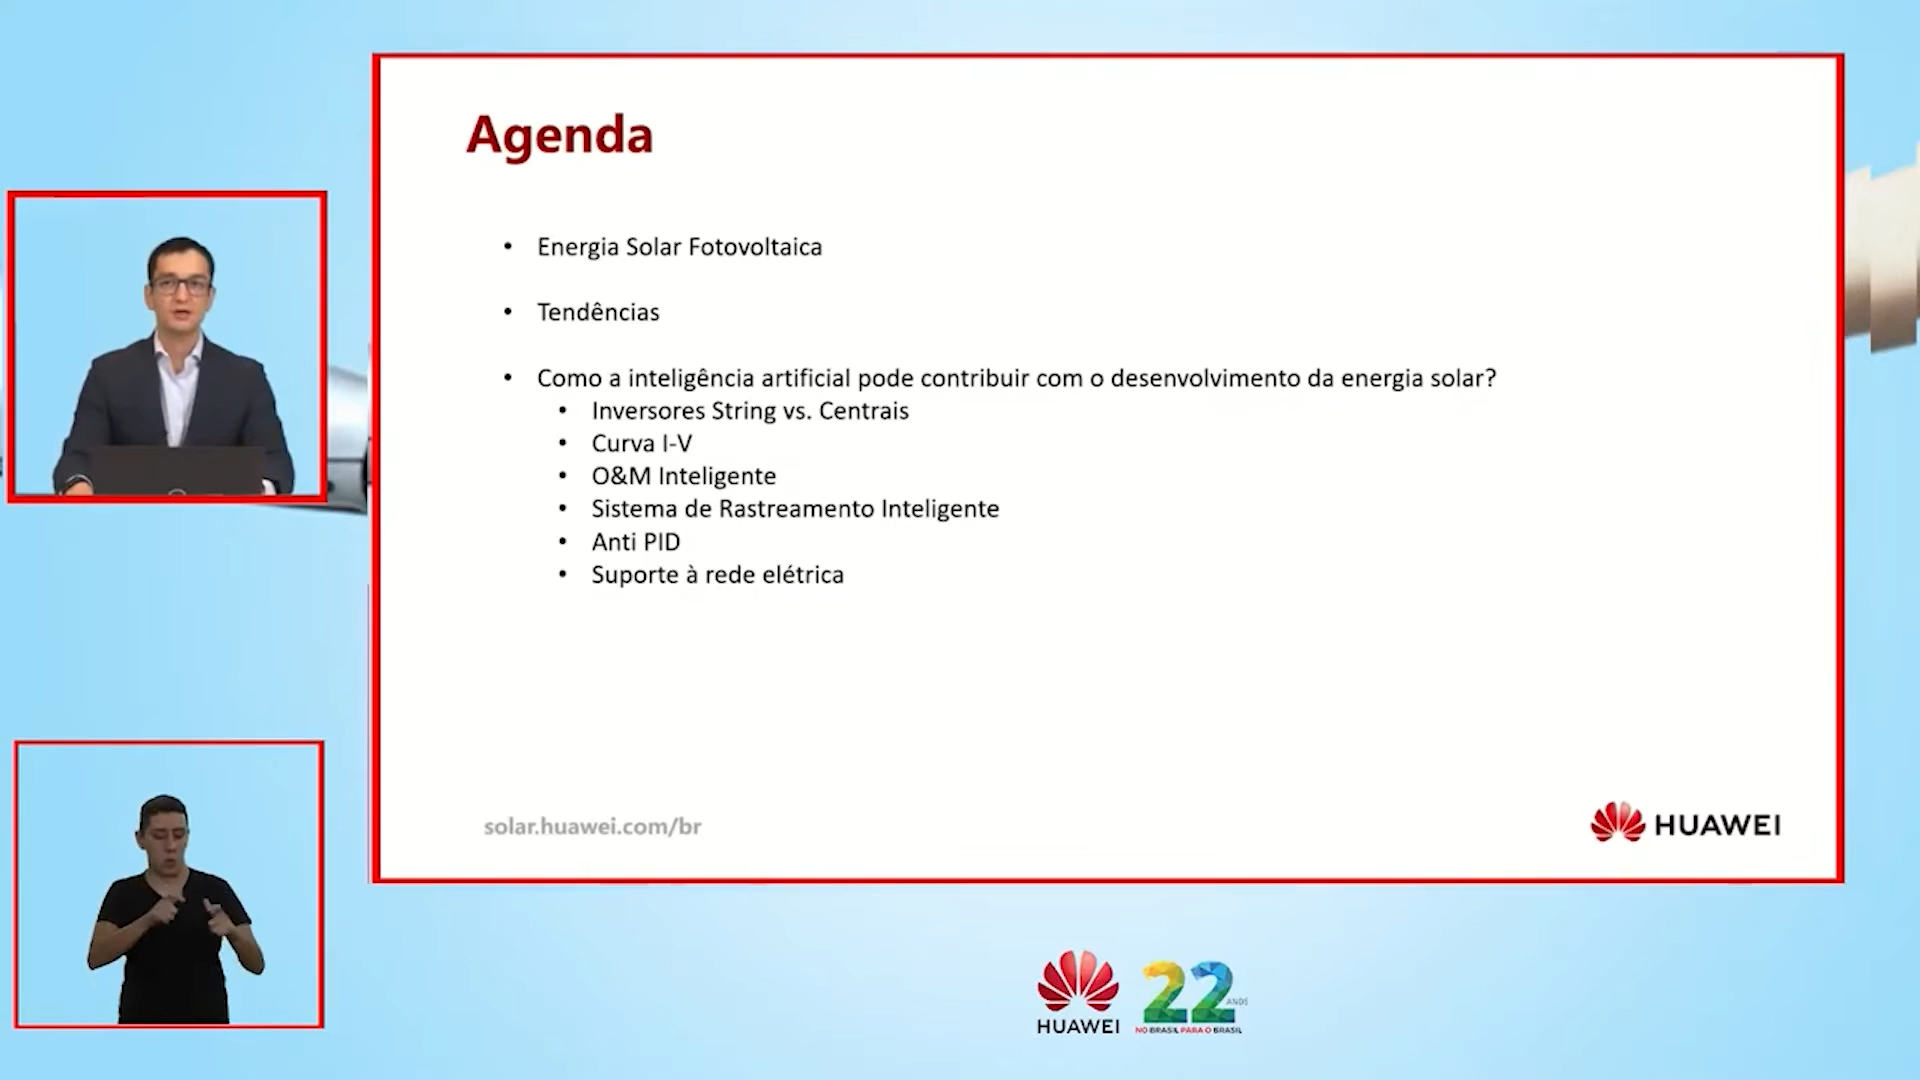 Agenda
• Energia Solar Fotovoltaica
• Tendências
• Como a inteligência artificial pode contribuir com o desenvolvimento da energia solar?
• Inversores String vs. Centrais
• Curva I-V
• O&M Inteligente
• Sistema de Rastreamento Inteligente
• Anti PID
• Suporte à rede elétrica
solar.huawei.com/br
HUAWEI
HUAWEI
22 ANOS
NO BRASIL PARA O BRASIL